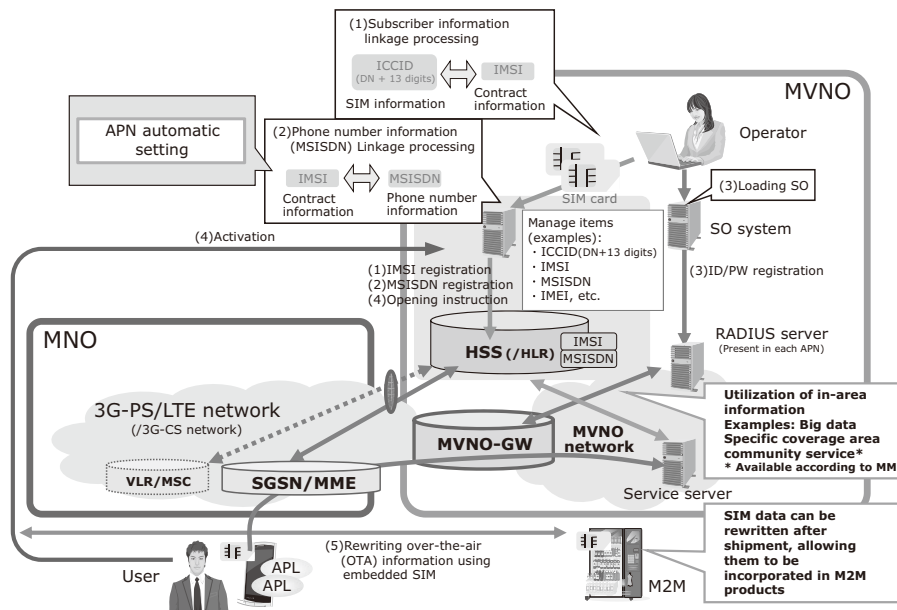 (1)Subscriber information
linkage processing
ICCID
(DN + 13 digits)
IMSI
SIM information
Contract
information
MVNO
APN automatic
setting
(2)Phone number information
(MSISDN) Linkage processing
IMSI
MSISDN
Contract
information
Phone number
information
Operator
SIM card
(3)Loading SO
SO system
(4)Activation
Manage items
(examples):
・ICCID(DN+13 digits)
・IMSI
・MSISDN
・IMEI, etc.
(1)IMSI registration
(2)MSISDN registration
(4)Opening instruction
(3)ID/PW registration
MNO
HSS(/HLR)
IMSI
MSISDN
RADIUS server
(Present in each APN)
3G-PS/LTE network
(/3G-CS network)
MVNO-GW
MVNO
network
Utilization of in-area
information
Examples: Big data
Specific coverage area
community service*
* Available according to MM
VLR/MSC
SGSN/MME
Service server
SIM data can be
rewritten after
shipment, allowing
them to be
incorporated in M2M
products
(5)Rewriting over-the-air
(OTA) information using
embedded SIM
User
APL
APL
M2M